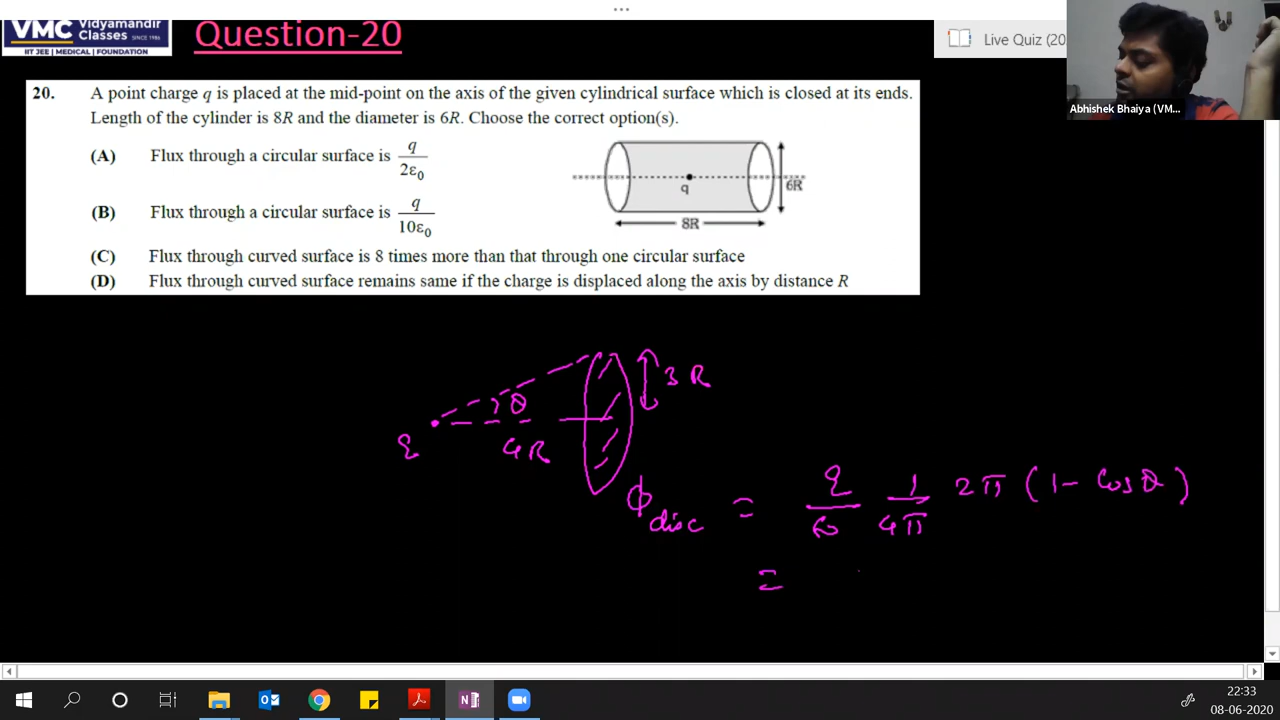 ...
VMC Vidyamandir Classes SINCE 1986
IIT JEE | MEDICAL | FOUNDATION
Question-20
Live Quiz (20
Abhishek Bhaiya (VM...
20. A point charge q is placed at the mid-point on the axis of the given cylindrical surface which is closed at its ends.
Length of the cylinder is 8R and the diameter is 6R. Choose the correct option(s).
(A) Flux through a circular surface is q/2ε₀
(B) Flux through a circular surface is q/10ε₀
(C) Flux through curved surface is 8 times more than that through one circular surface
(D) Flux through curved surface remains same if the charge is displaced along the axis by distance R
q
6R
8R
3R
θ
q
4R
ϕ disc = q/ε₀ 1/4π 2π (1 - cosθ)
=
22:33
08-06-2020